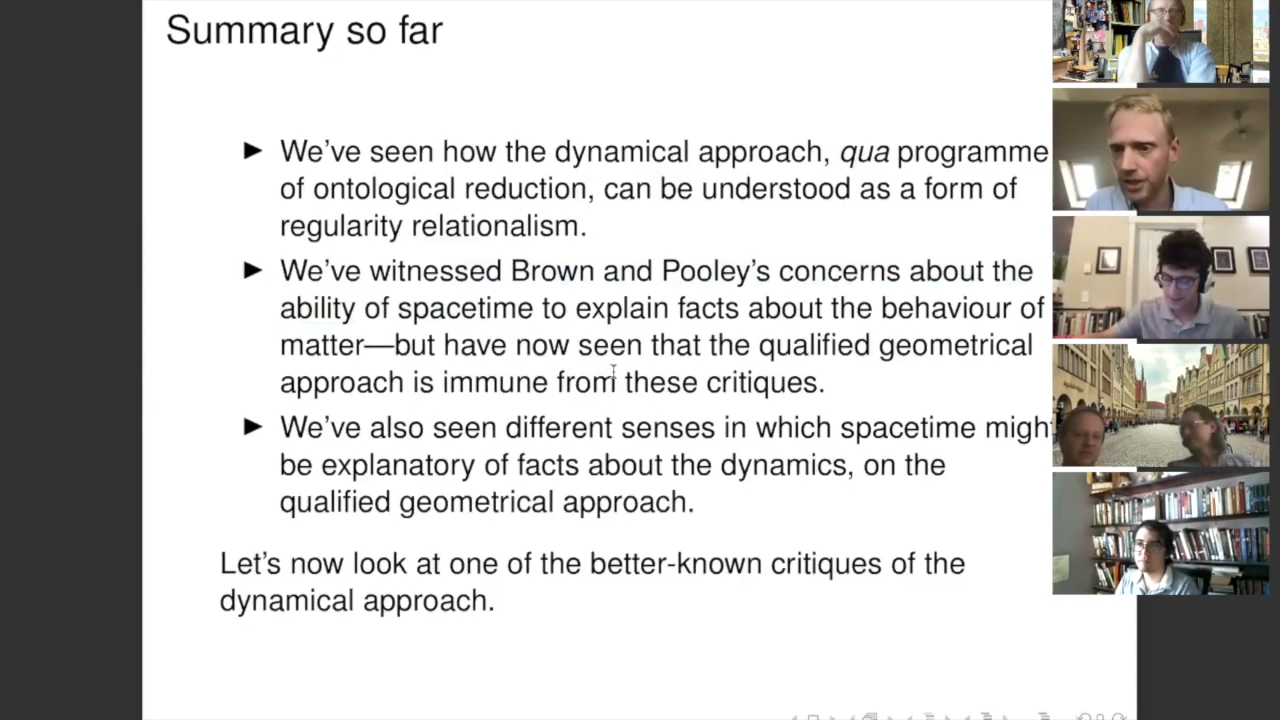 Summary so far
▶ We've seen how the dynamical approach, qua programme
of ontological reduction, can be understood as a form of
regularity relationalism.
▶ We've witnessed Brown and Pooley's concerns about the
ability of spacetime to explain facts about the behaviour of
matter—but have now seen that the qualified geometrical
approach is immune from these critiques.
▶ We've also seen different senses in which spacetime might
be explanatory of facts about the dynamics, on the
qualified geometrical approach.
Let's now look at one of the better-known critiques of the
dynamical approach.